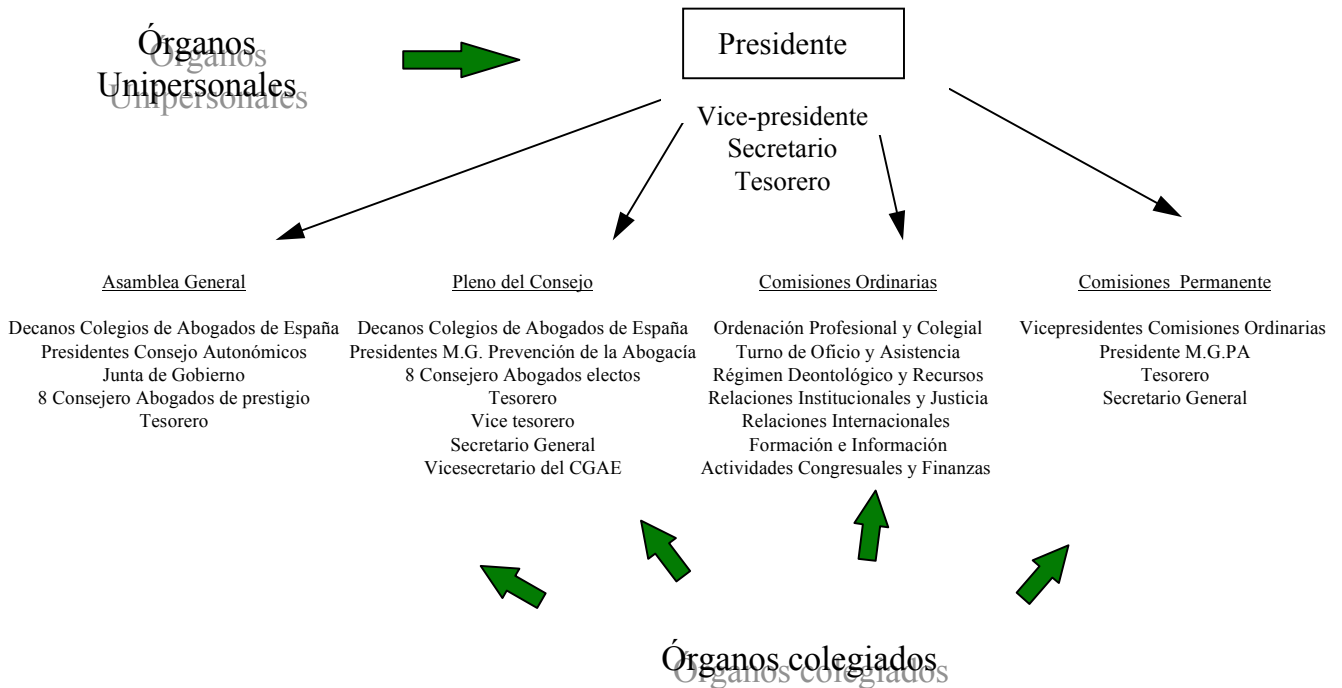 Órganos
Unipersonales
Presidente
Vice-presidente
Secretario
Tesorero
Asamblea General
Decanos Colegios de Abogados de España
Presidentes Consejo Autonómicos
Junta de Gobierno
8 Consejero Abogados de prestigio
Tesorero
Pleno del Consejo
Decanos Colegios de Abogados de España
Presidentes M.G. Prevención de la Abogacía
8 Consejero Abogados electos
Tesorero
Vice tesorero
Secretario General
Vicesecretario del CGAE
Comisiones Ordinarias
Ordenación Profesional y Colegial
Turno de Oficio y Asistencia
Régimen Deontológico y Recursos
Relaciones Institucionales y Justicia
Relaciones Internacionales
Formación e Información
Actividades Congresuales y Finanzas
Comisiones Permanente
Vicepresidentes Comisiones Ordinarias
Presidente M.G.PA
Tesorero
Secretario General
Órganos colegiados